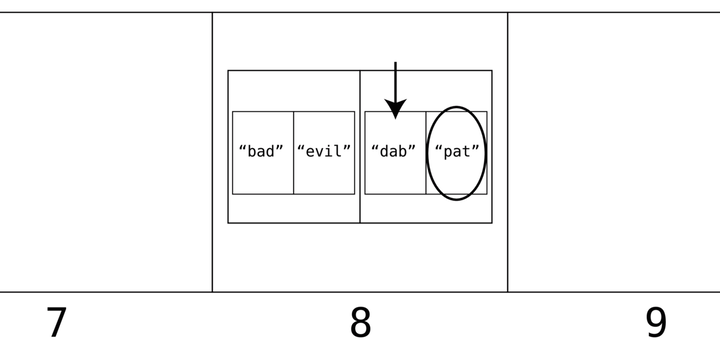 “bad” “evil” “dab” “pat”
7 8 9